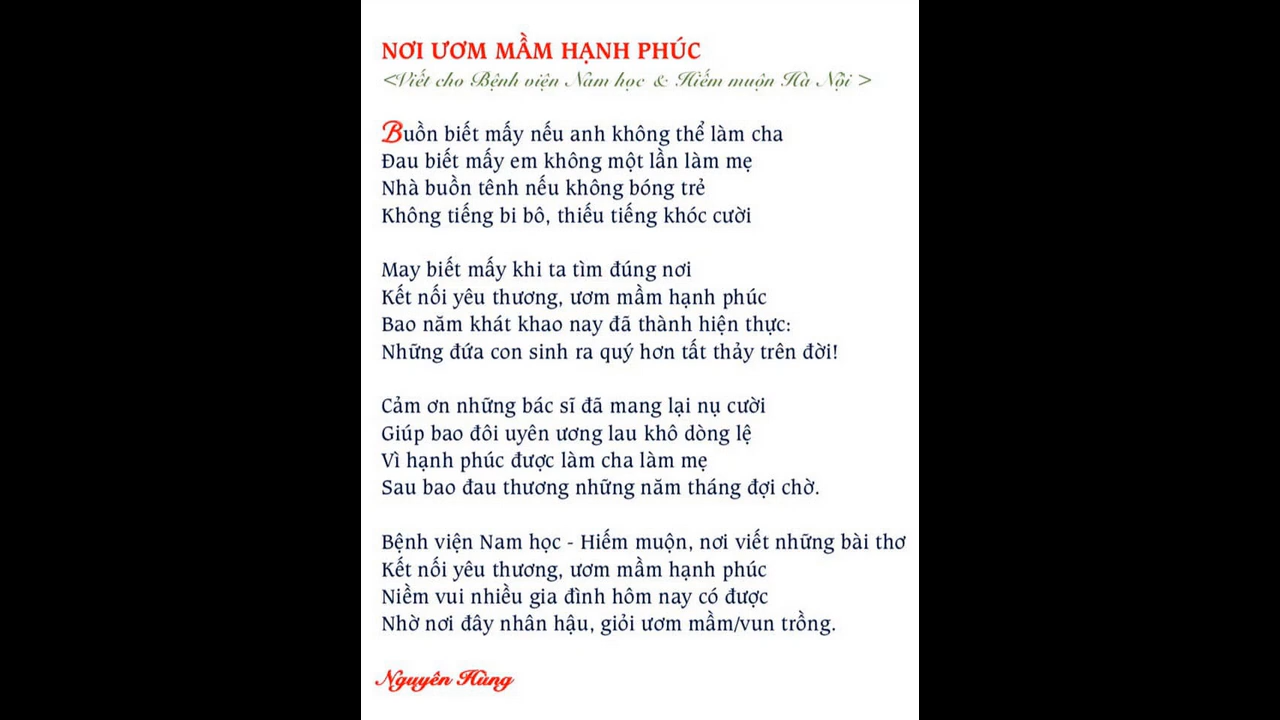 NƠI ƯƠM MẦM HẠNH PHÚC
<Viết cho Bệnh viện Nam học & Hiếm muộn Hà Nội >
Buồn biết mấy nếu anh không thể làm cha
Đau biết mấy em không một lần làm mẹ
Nhà buồn tênh nếu không bóng trẻ
Không tiếng bi bô, thiếu tiếng khóc cười
May biết mấy khi ta tìm đúng nơi
Kết nối yêu thương, ươm mầm hạnh phúc
Bao năm khát khao nay đã thành hiện thực:
Những đứa con sinh ra quý hơn tất thảy trên đời!
Cảm ơn những bác sĩ đã mang lại nụ cười
Giúp bao đôi uyên ương lau khô dòng lệ
Vì hạnh phúc được làm cha làm mẹ
Sau bao đau thương những năm tháng đợi chờ.
Bệnh viện Nam học - Hiếm muộn, nơi viết những bài thơ
Kết nối yêu thương, ươm mầm hạnh phúc
Niềm vui nhiều gia đình hôm nay có được
Nhờ nơi đây nhân hậu, giỏi ươm mầm/vun trồng.
Nguyên Hùng